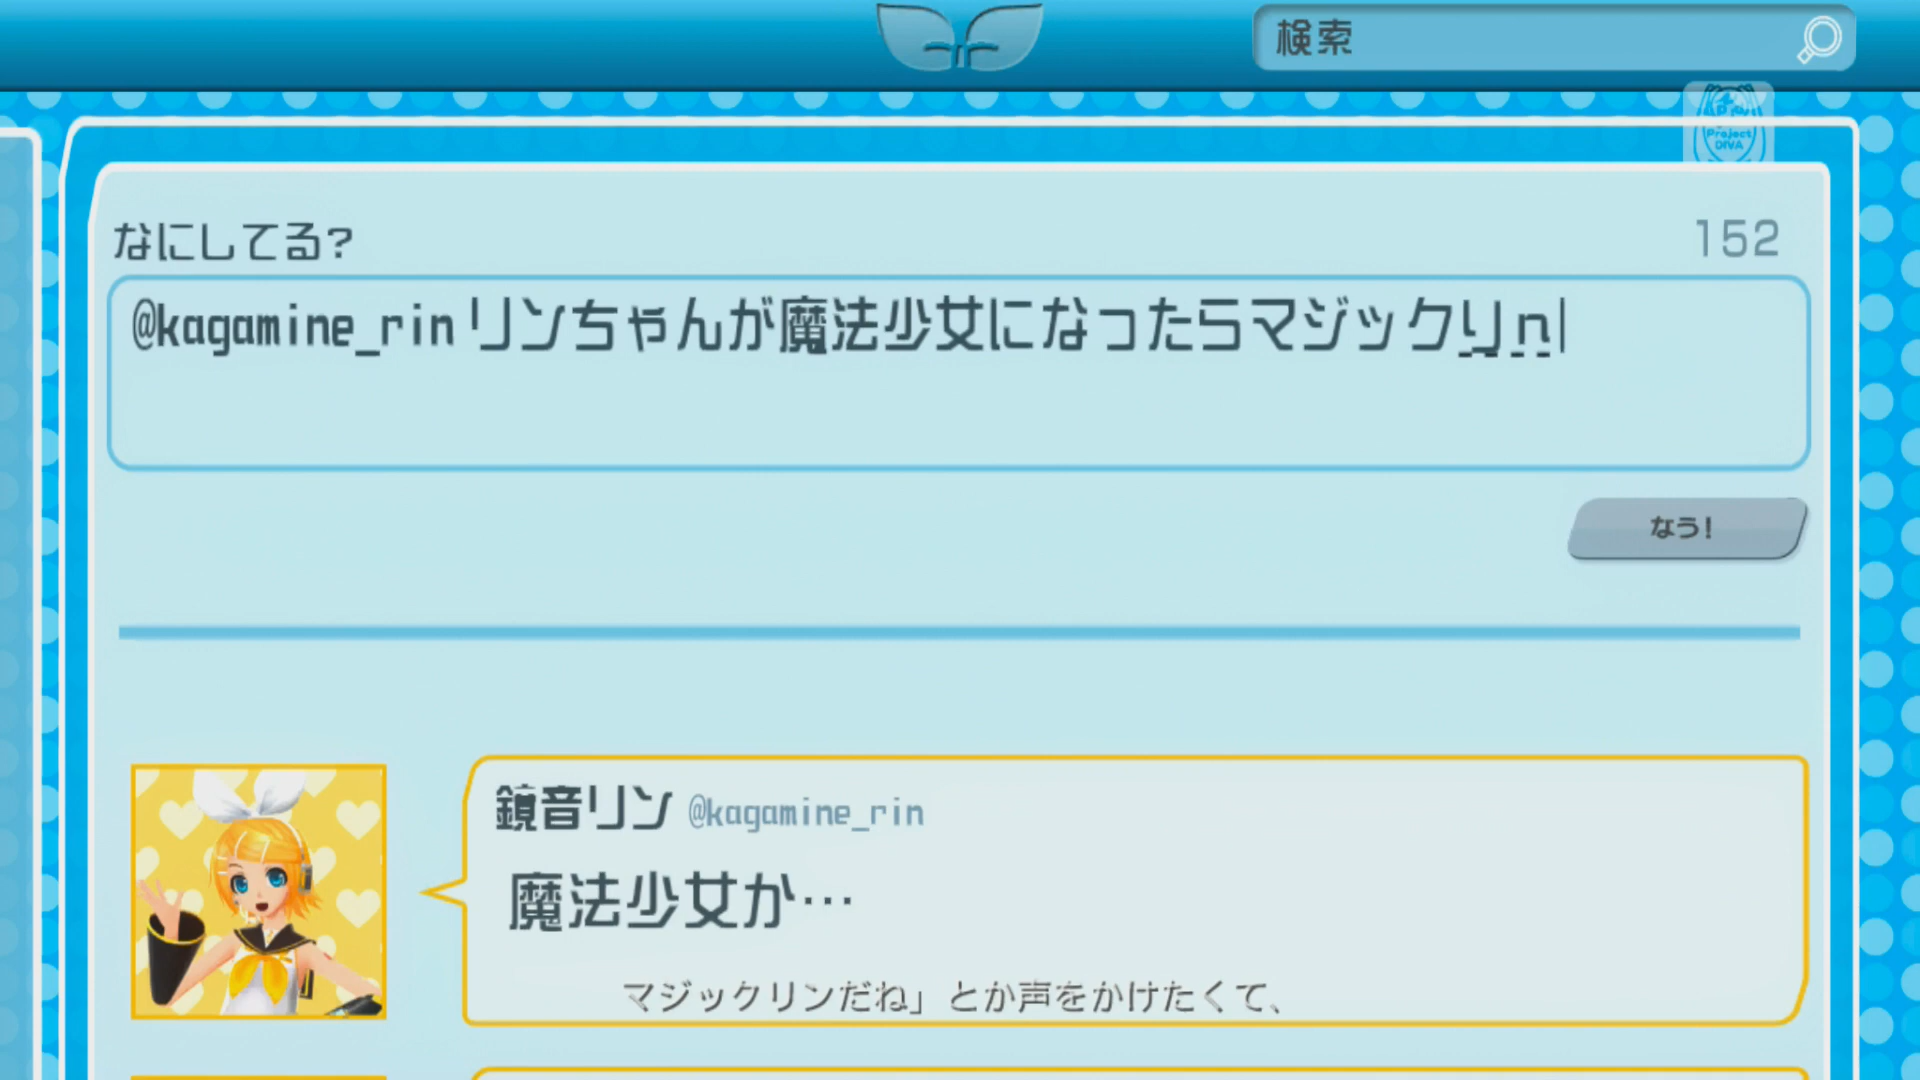 検索
Project
DIVA
なにしてる?
152
@kagamine_rin リンちゃんが魔法少女になったらマジックりn
なう!
鏡音リン @kagamine_rin
魔法少女か…
マジックリンだね」とか声をかけたくて、